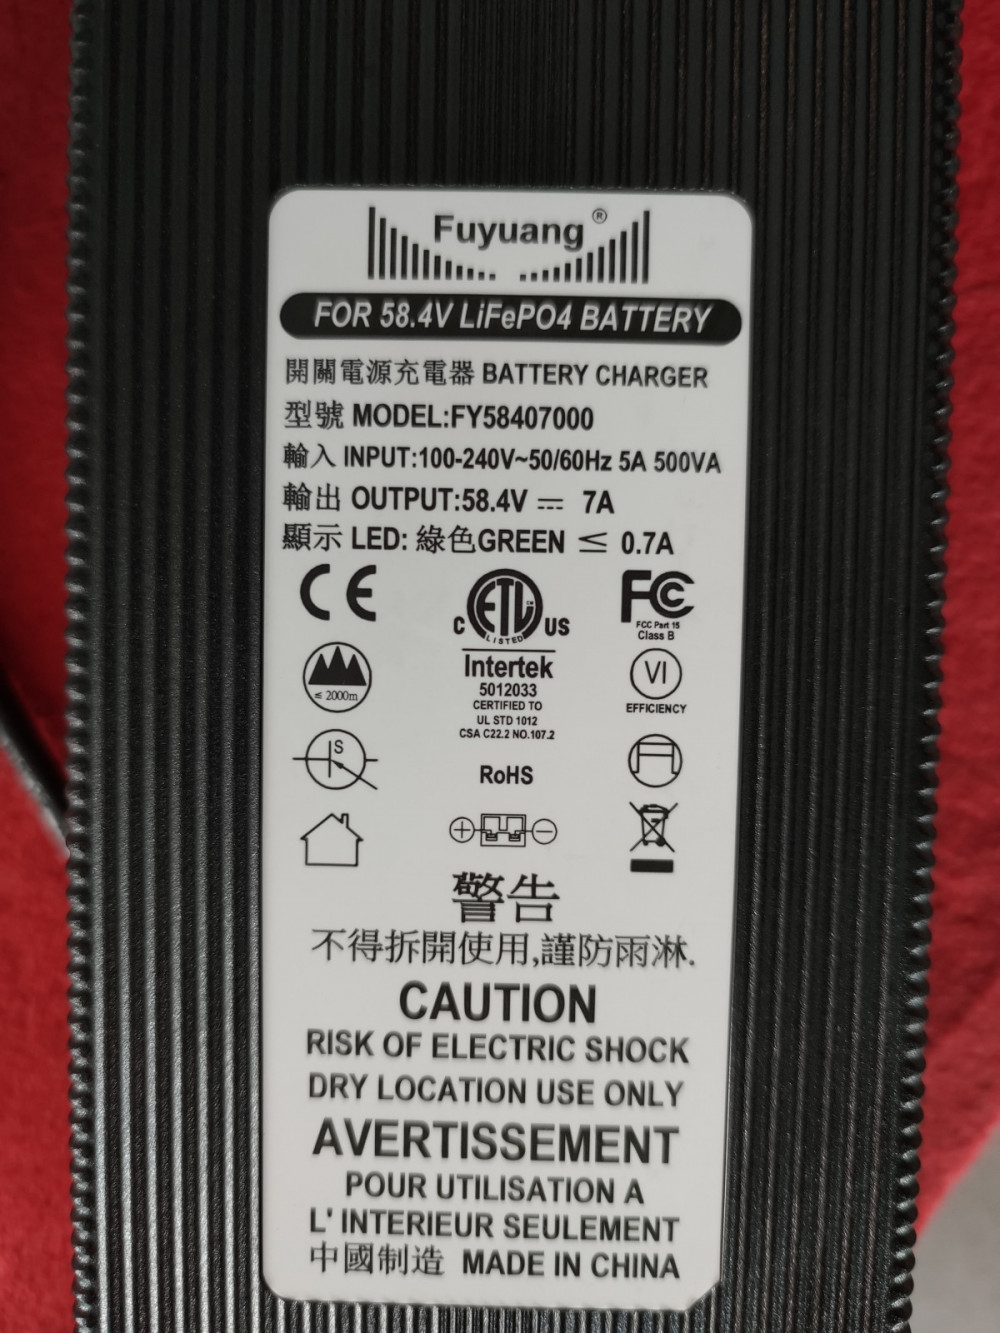 Fuyuang®
FOR 58.4V LiFePO4 BATTERY
開關電源充電器 BATTERY CHARGER
型號 MODEL:FY58407000
輸入 INPUT:100-240V~50/60Hz 5A 500VA
輸出 OUTPUT:58.4V ⎓ 7A
顯示 LED: 綠色GREEN ≤ 0.7A
CE
C ETL US
LISTED
FC
FCC Part 15
Class B
Intertek
5012033
CERTIFIED TO
UL STD 1012
CSA C22.2 NO.107.2
≤ 2000m
VI
EFFICIENCY
S
RoHS
警告
不得拆開使用,謹防雨淋.
CAUTION
RISK OF ELECTRIC SHOCK
DRY LOCATION USE ONLY
AVERTISSEMENT
POUR UTILISATION A
L' INTERIEUR SEULEMENT
中國制造 MADE IN CHINA